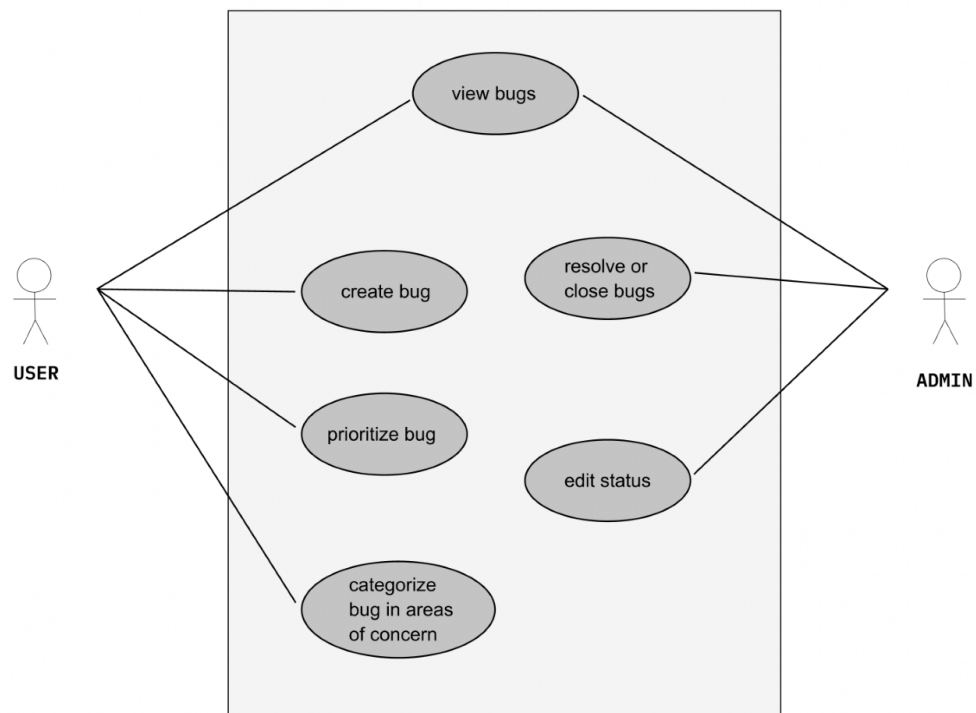 view bugs
create bug
resolve or
close bugs
USER
ADMIN
prioritize bug
edit status
categorize
bug in areas
of concern